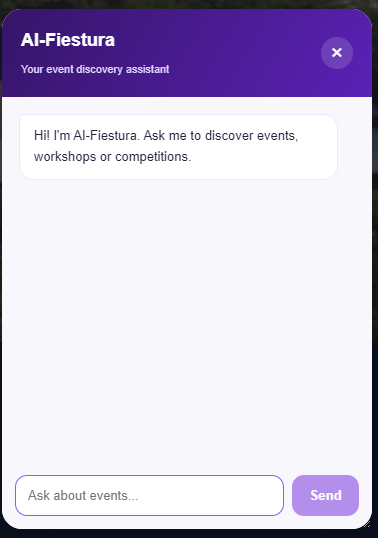 AI-Fiestura
Your event discovery assistant
×
Hi! I'm AI-Fiestura. Ask me to discover events,
workshops or competitions.
Ask about events...
Send